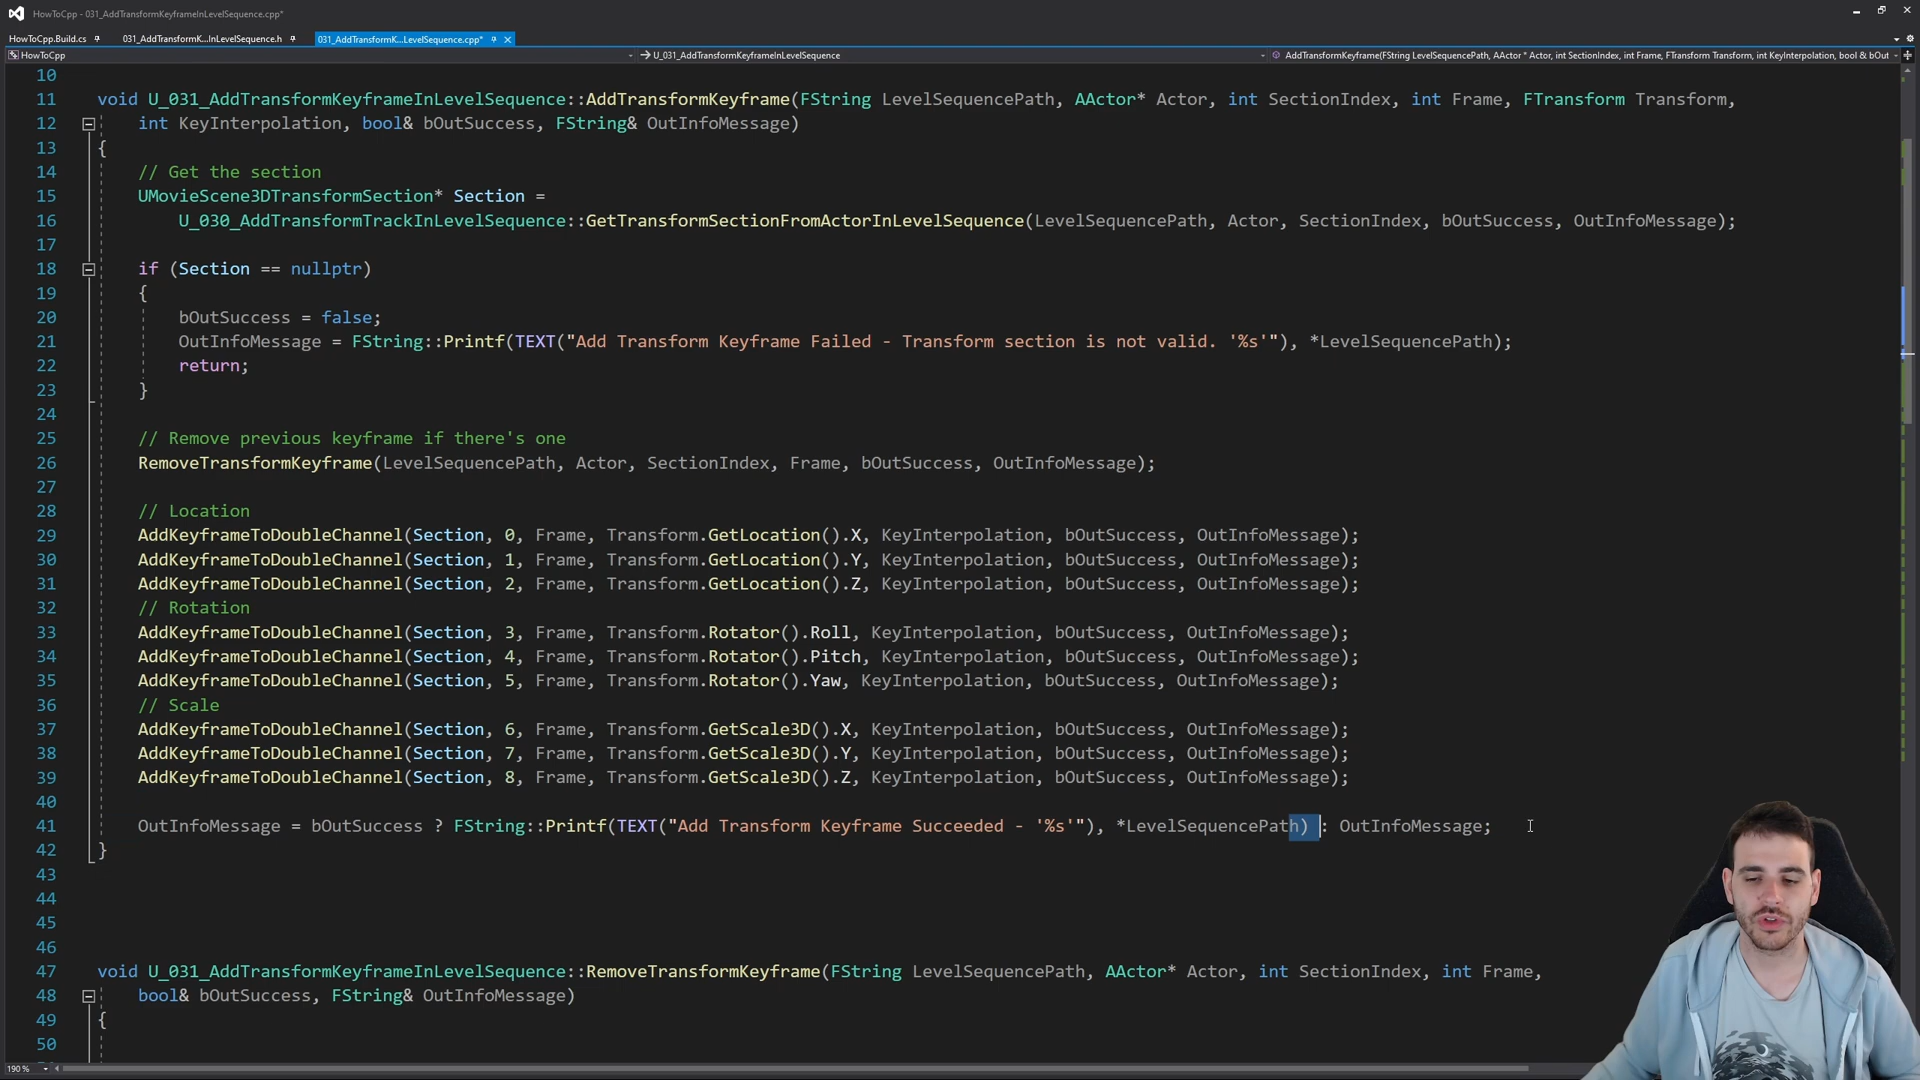 HowToCpp - 031_AddTransformKeyframeInLevelSequence.cpp*
HowToCpp.Build.cs
031_AddTransformK...InLevelSequence.h
031_AddTransformK...LevelSequence.cpp*
HowToCpp
U_031_AddTransformKeyframeInLevelSequence
AddTransformKeyframe(FString LevelSequencePath, AActor * Actor, int SectionIndex, int Frame, FTransform Transform, int KeyInterpolation, bool & bOut
10
11 void U_031_AddTransformKeyframeInLevelSequence::AddTransformKeyframe(FString LevelSequencePath, AActor* Actor, int SectionIndex, int Frame, FTransform Transform,
12 int KeyInterpolation, bool& bOutSuccess, FString& OutInfoMessage)
13 {
14 // Get the section
15 UMovieScene3DTransformSection* Section =
16 U_030_AddTransformTrackInLevelSequence::GetTransformSectionFromActorInLevelSequence(LevelSequencePath, Actor, SectionIndex, bOutSuccess, OutInfoMessage);
17
18 if (Section == nullptr)
19 {
20 bOutSuccess = false;
21 OutInfoMessage = FString::Printf(TEXT("Add Transform Keyframe Failed - Transform section is not valid. '%s'"), *LevelSequencePath);
22 return;
23 }
24
25 // Remove previous keyframe if there's one
26 RemoveTransformKeyframe(LevelSequencePath, Actor, SectionIndex, Frame, bOutSuccess, OutInfoMessage);
27
28 // Location
29 AddKeyframeToDoubleChannel(Section, 0, Frame, Transform.GetLocation().X, KeyInterpolation, bOutSuccess, OutInfoMessage);
30 AddKeyframeToDoubleChannel(Section, 1, Frame, Transform.GetLocation().Y, KeyInterpolation, bOutSuccess, OutInfoMessage);
31 AddKeyframeToDoubleChannel(Section, 2, Frame, Transform.GetLocation().Z, KeyInterpolation, bOutSuccess, OutInfoMessage);
32 // Rotation
33 AddKeyframeToDoubleChannel(Section, 3, Frame, Transform.Rotator().Roll, KeyInterpolation, bOutSuccess, OutInfoMessage);
34 AddKeyframeToDoubleChannel(Section, 4, Frame, Transform.Rotator().Pitch, KeyInterpolation, bOutSuccess, OutInfoMessage);
35 AddKeyframeToDoubleChannel(Section, 5, Frame, Transform.Rotator().Yaw, KeyInterpolation, bOutSuccess, OutInfoMessage);
36 // Scale
37 AddKeyframeToDoubleChannel(Section, 6, Frame, Transform.GetScale3D().X, KeyInterpolation, bOutSuccess, OutInfoMessage);
38 AddKeyframeToDoubleChannel(Section, 7, Frame, Transform.GetScale3D().Y, KeyInterpolation, bOutSuccess, OutInfoMessage);
39 AddKeyframeToDoubleChannel(Section, 8, Frame, Transform.GetScale3D().Z, KeyInterpolation, bOutSuccess, OutInfoMessage);
40
41 OutInfoMessage = bOutSuccess ? FString::Printf(TEXT("Add Transform Keyframe Succeeded - '%s'"), *LevelSequencePath) : OutInfoMessage;
42 }
43
44
45
46
47 void U_031_AddTransformKeyframeInLevelSequence::RemoveTransformKeyframe(FString LevelSequencePath, AActor* Actor, int SectionIndex, int Frame,
48 bool& bOutSuccess, FString& OutInfoMessage)
49 {
50
190 %